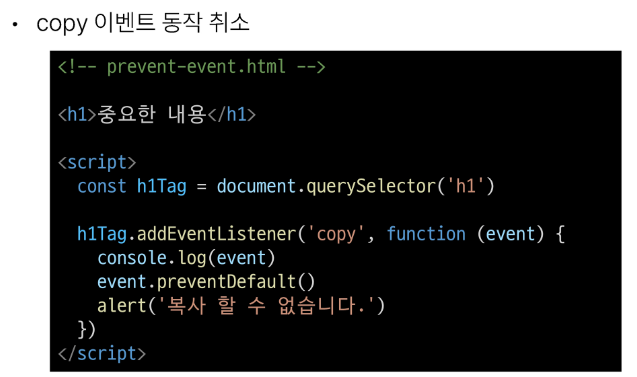 • copy 이벤트 동작 취소
<!-- prevent-event.html -->
<h1>중요한 내용</h1>
<script>
const h1Tag = document.querySelector('h1')
h1Tag.addEventListener('copy', function (event) {
console.log(event)
event.preventDefault()
alert('복사 할 수 없습니다.')
})
</script>